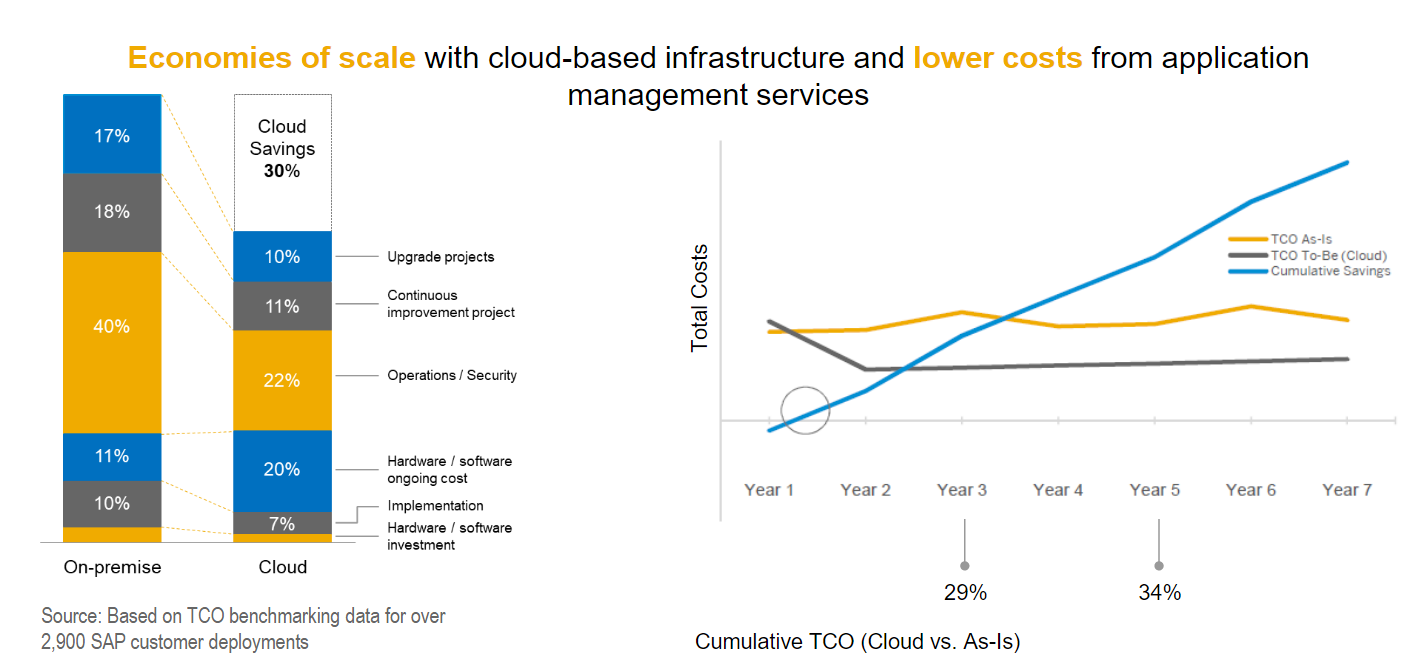 Economies of scale with cloud-based infrastructure and lower costs from application
management services
17%
18%
40%
11%
10%
On-premise
Cloud
Savings
30%
10%
11%
22%
20%
7%
Cloud
Upgrade projects
Continuous
improvement project
Operations / Security
Hardware / software
ongoing cost
Implementation
Hardware / software
investment
Source: Based on TCO benchmarking data for over
2,900 SAP customer deployments
Total Costs
TCO As-Is
TCO To-Be (Cloud)
Cumulative Savings
Year 1 Year 2 Year 3 Year 4 Year 5 Year 6 Year 7
29% 34%
Cumulative TCO (Cloud vs. As-Is)